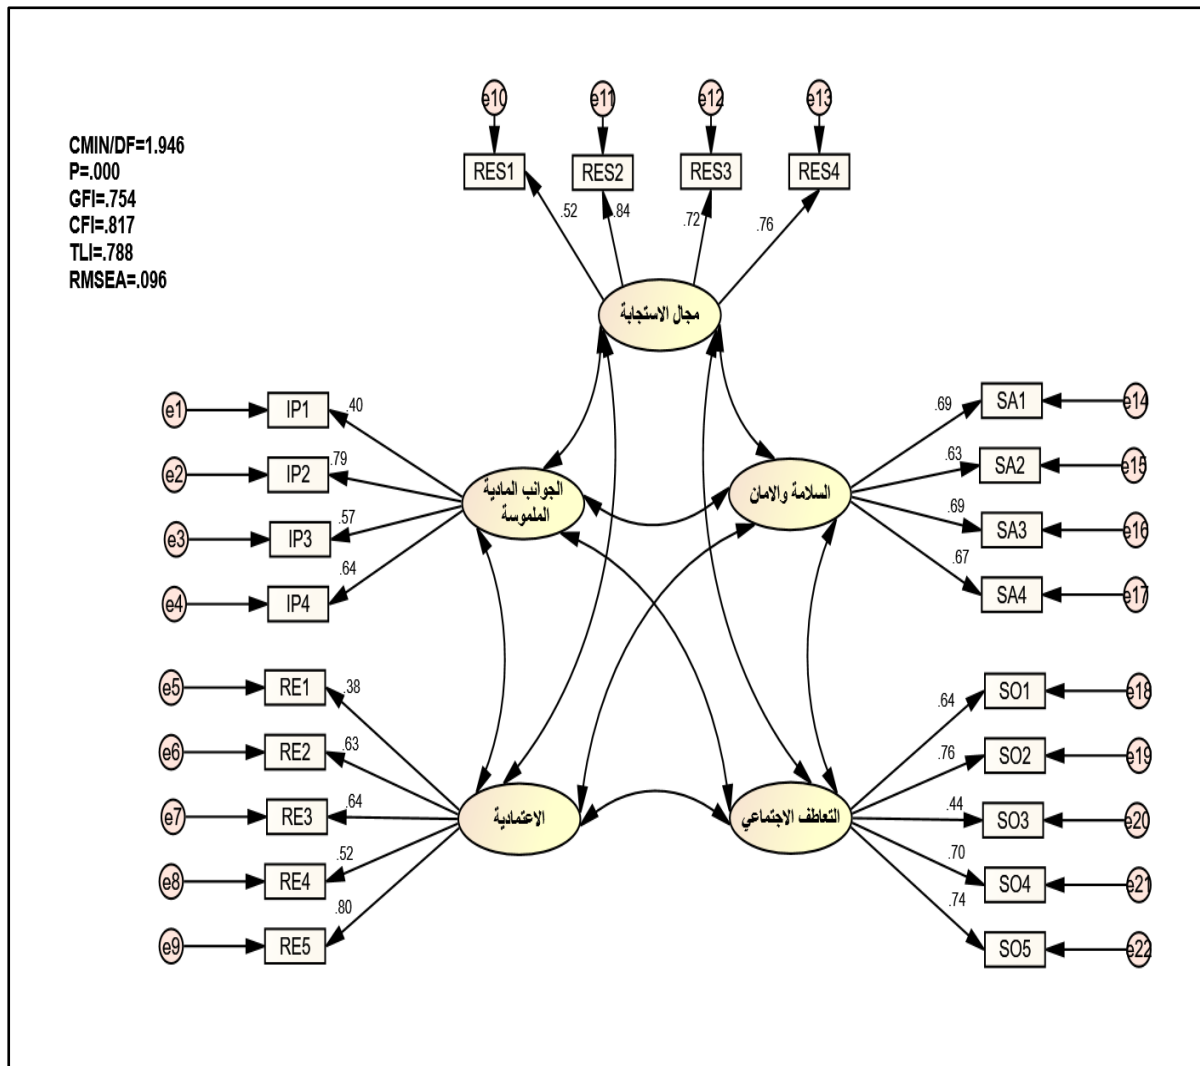 CMIN/DF=1.946
P=.000
GFI=.754
CFI=.817
TLI=.788
RMSEA=.096
e10
e11
e12
e13
RES1
RES2
RES3
RES4
.52
.84
.72
.76
مجال الاستجابة
e1
IP1
.40
e2
IP2
.79
e3
IP3
.57
e4
IP4
.64
الجوانب المادية
الملموسة
السلامة والامان
.69
SA1
e14
.63
SA2
e15
.69
SA3
e16
.67
SA4
e17
e5
RE1
.38
e6
RE2
.63
e7
RE3
.64
e8
RE4
.52
e9
RE5
.80
الاعتمادية
التعاطف الاجتماعي
.64
SO1
e18
.76
SO2
e19
.44
SO3
e20
.70
SO4
e21
.74
SO5
e22